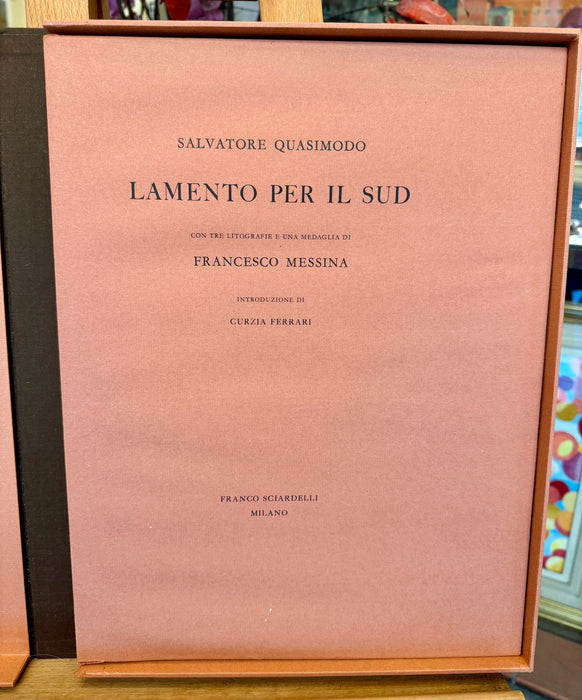 SALVATORE QUASIMODO
LAMENTO PER IL SUD
CON TRE LITOGRAFIE E UNA MEDAGLIA DI
FRANCESCO MESSINA
INTRODUZIONE DI
CURZIA FERRARI
FRANCO SCIARDELLI
MILANO